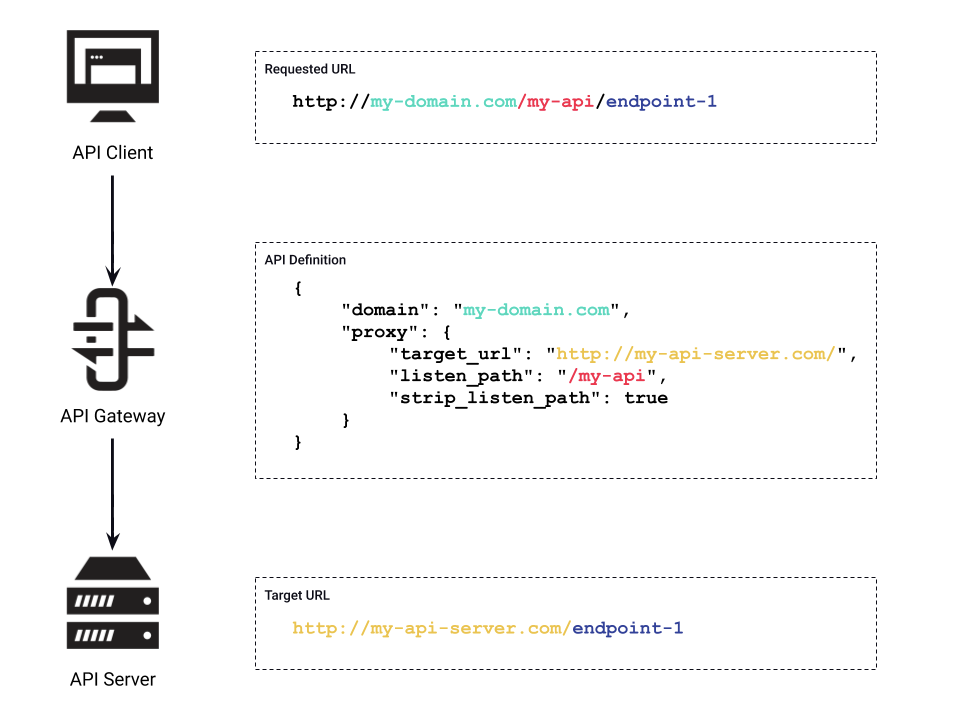 Requested URL
http://my-domain.com/my-api/endpoint-1
API Client
API Definition
{
"domain": "my-domain.com",
"proxy": {
"target_url": "http://my-api-server.com/",
"listen_path": "/my-api",
"strip_listen_path": true
}
}
API Gateway
Target URL
http://my-api-server.com/endpoint-1
API Server